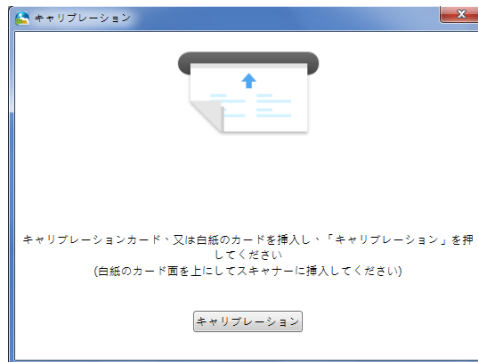 キャリブレーション
キャリブレーションカード、又は白紙のカードを挿入し、「キャリブレーション」を押
してください
(白紙のカード面を上にしてスキャナーに挿入してください)
キャリブレーション